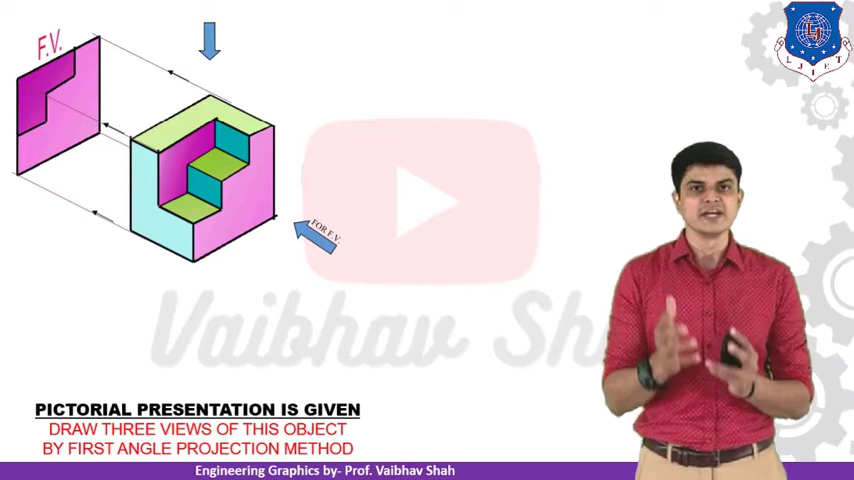 F.V.
LJIET
FOR F.V.
Vaibhav Sh
PICTORIAL PRESENTATION IS GIVEN
DRAW THREE VIEWS OF THIS OBJECT
BY FIRST ANGLE PROJECTION METHOD
Engineering Graphics by- Prof. Vaibhav Shah